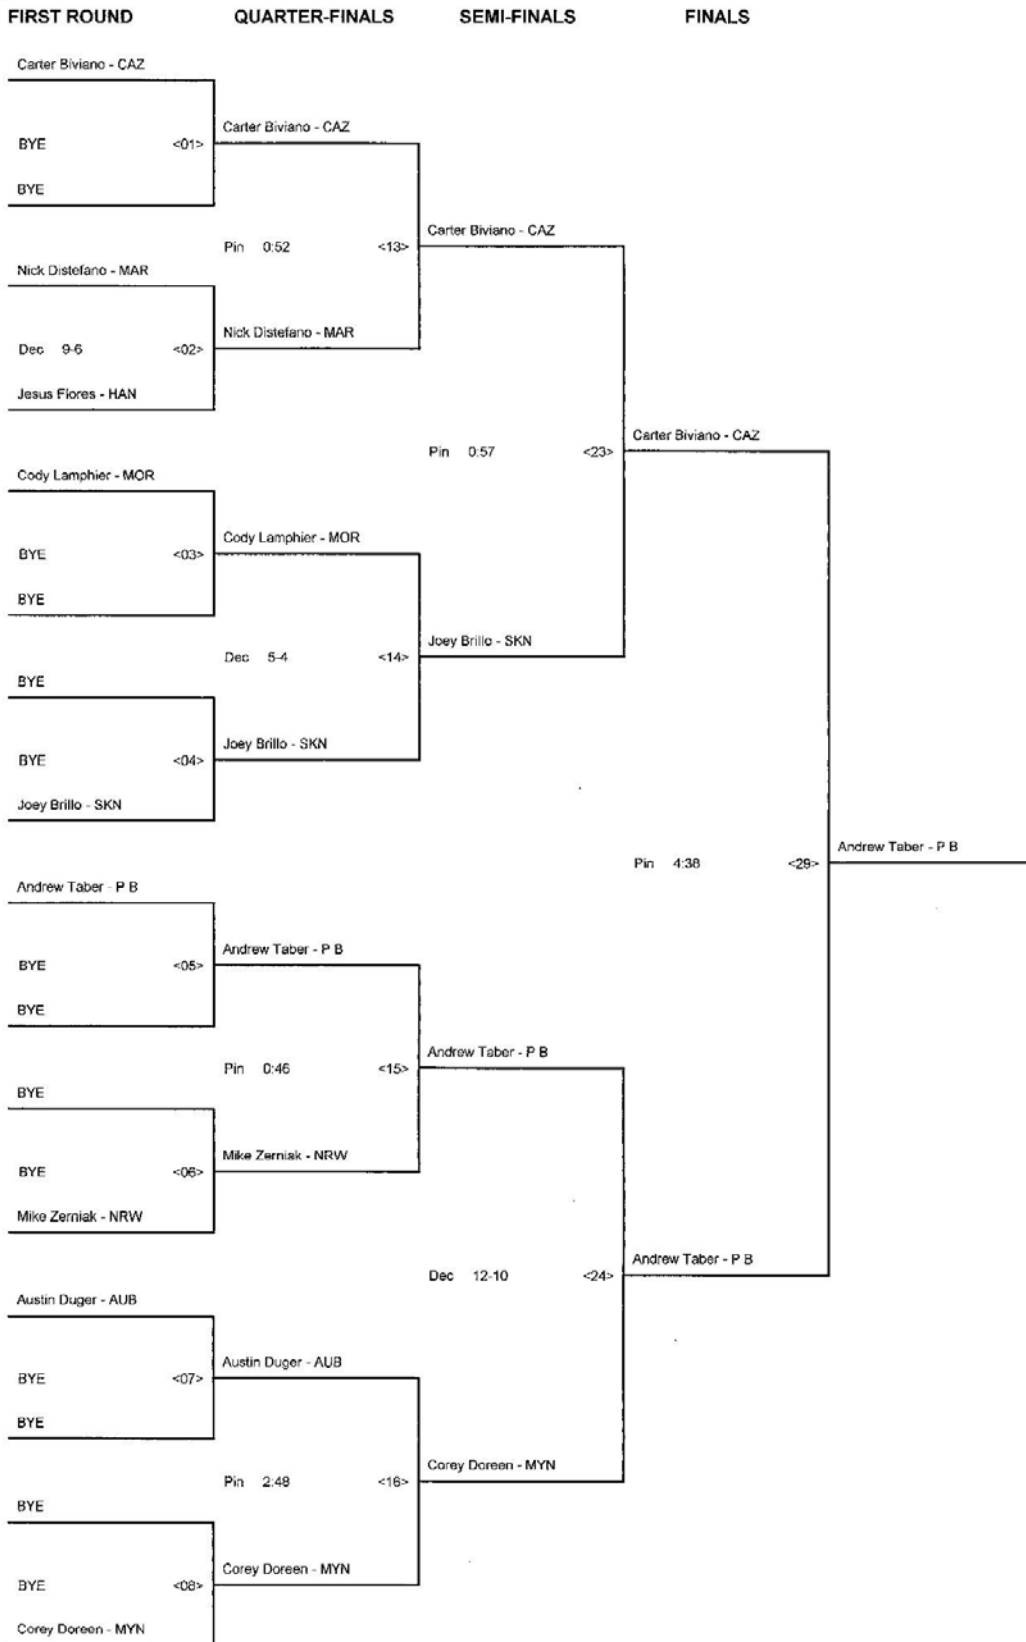 FIRST ROUND QUARTER-FINALS SEMI-FINALS FINALS
Carter Biviano - CAZ
Carter Biviano - CAZ
BYE <01>
BYE
Carter Biviano - CAZ
Pin 0:52 <13>
Nick Distefano - MAR
Nick Distefano - MAR
Dec 9-6 <02>
Jesus Flores - HAN
Carter Biviano - CAZ
Pin 0:57 <23>
Cody Lamphier - MOR
Cody Lamphier - MOR
BYE <03>
BYE
Joey Brillo - SKN
Dec 5-4 <14>
BYE
Joey Brillo - SKN
BYE <04>
Joey Brillo - SKN
Andrew Taber - P B
Pin 4:38 <29>
Andrew Taber - P B
Andrew Taber - P B
BYE <05>
BYE
Andrew Taber - P B
Pin 0:46 <15>
BYE
Mike Zerniak - NRW
BYE <06>
Mike Zerniak - NRW
Andrew Taber - P B
Dec 12-10 <24>
Austin Duger - AUB
Austin Duger - AUB
BYE <07>
BYE
Corey Doreen - MYN
Pin 2:48 <16>
BYE
Corey Doreen - MYN
BYE <08>
Corey Doreen - MYN